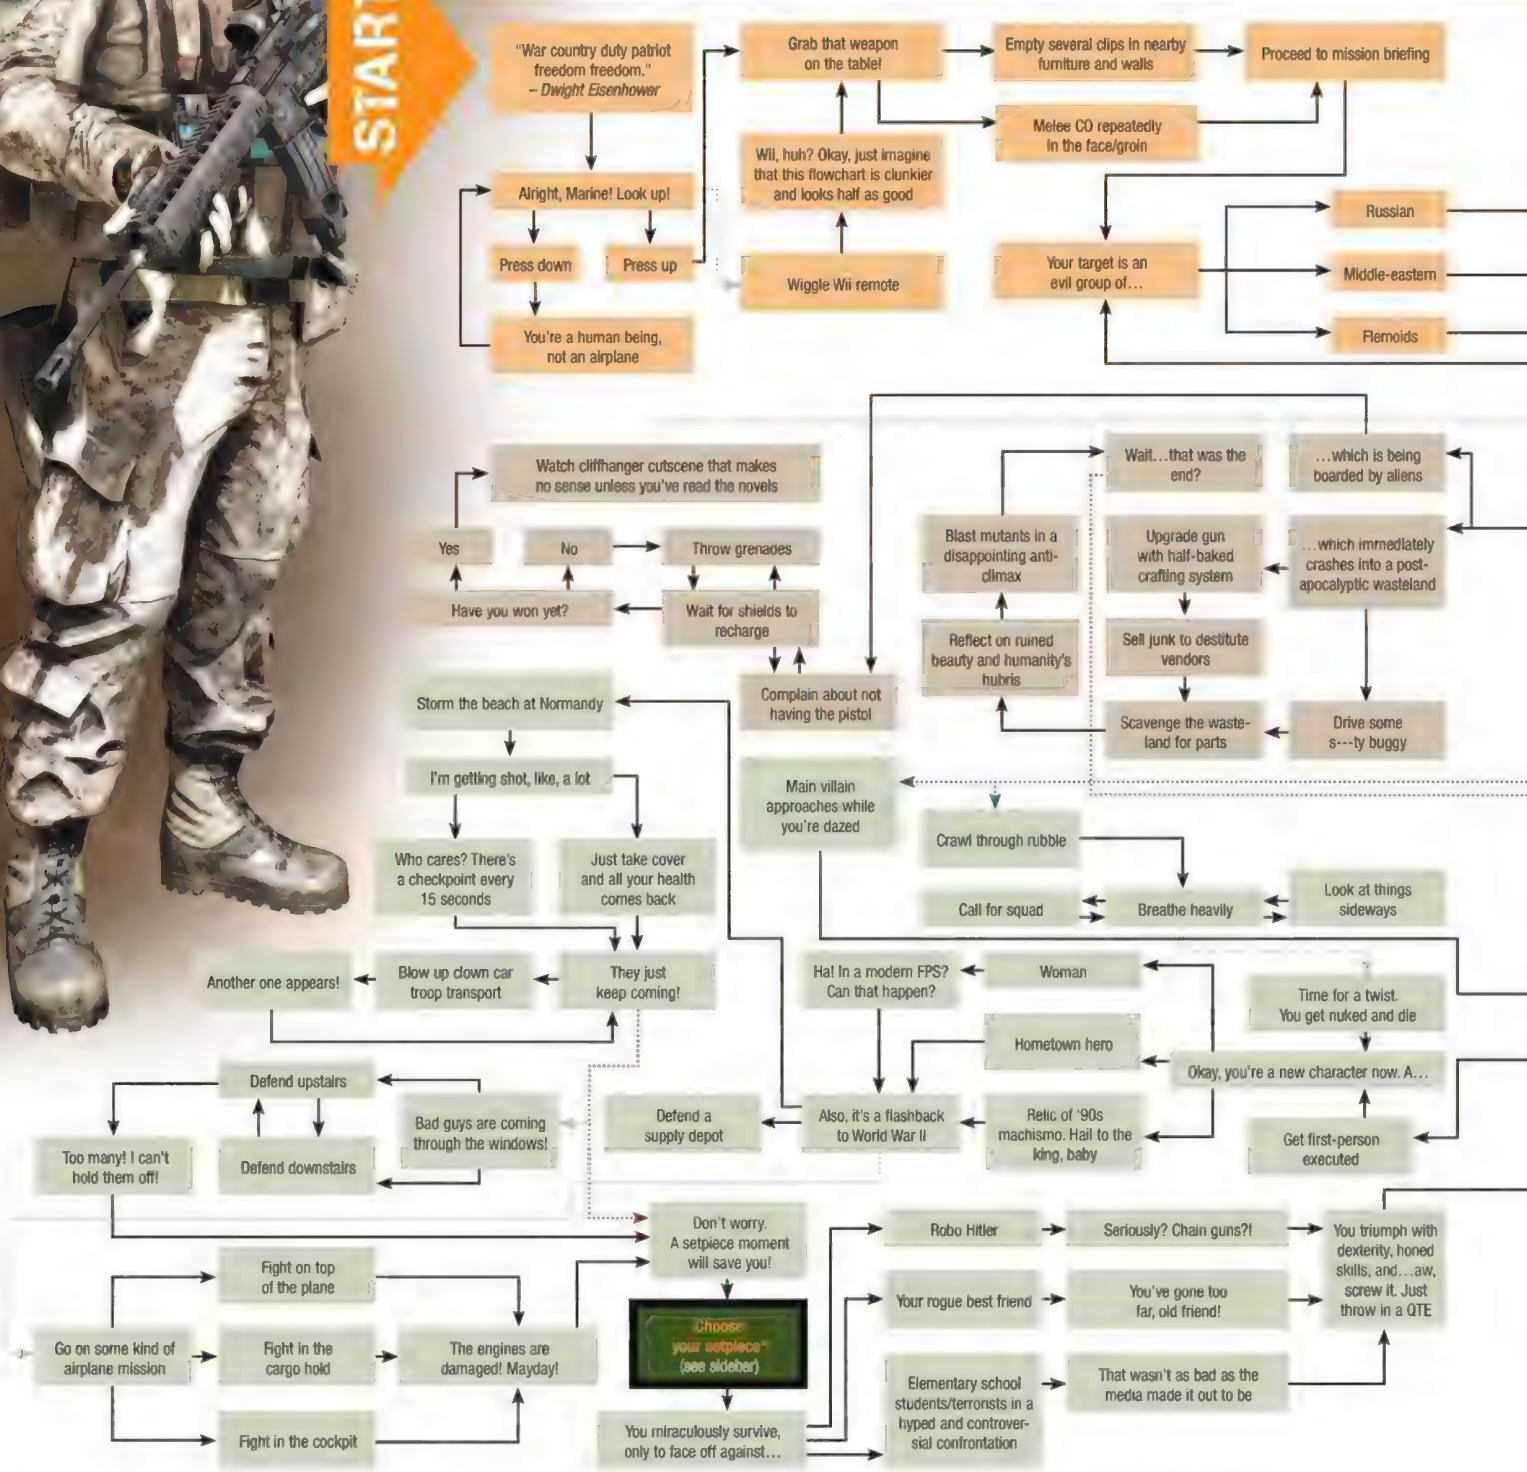 START
"War country duty patriot
freedom freedom."
– Dwight Eisenhower
Alright, Marine! Look up!
Press down
Press up
You're a human being,
not an airplane
Grab that weapon
on the table!
Wii, huh? Okay, just imagine
that this flowchart is clunkier
and looks half as good
Wiggle Wii remote
Empty several clips in nearby
furniture and walls
Melee CO repeatedly
in the face/groin
Proceed to mission briefing
Your target is an
evil group of...
Russian
Middle-eastern
Flemoids
Watch cliffhanger cutscene that makes
no sense unless you've read the novels
Yes
No
Throw grenades
Have you won yet?
Wait for shields to
recharge
Complain about not
having the pistol
Wait...that was the
end?
...which is being
boarded by aliens
Blast mutants in a
disappointing anti-
climax
Upgrade gun
with half-baked
crafting system
...which immediately
crashes into a post-
apocalyptic wasteland
Reflect on ruined
beauty and humanity's
hubris
Sell junk to destitute
vendors
Scavenge the waste-
land for parts
Drive some
s---ty buggy
Storm the beach at Normandy
I'm getting shot, like, a lot
Who cares? There's
a checkpoint every
15 seconds
Just take cover
and all your health
comes back
Another one appears!
Blow up clown car
troop transport
They just
keep coming!
Main villain
approaches while
you're dazed
Crawl through rubble
Call for squad
Breathe heavily
Look at things
sideways
Ha! In a modern FPS?
Can that happen?
Woman
Time for a twist.
You get nuked and die
Hometown hero
Okay, you're a new character now. A...
Defend a
supply depot
Also, it's a flashback
to World War II
Relic of '90s
machismo. Hail to the
king, baby
Get first-person
executed
Defend upstairs
Bad guys are coming
through the windows!
Too many! I can't
hold them off!
Defend downstairs
Don't worry.
A setpiece moment
will save you!
Fight on top
of the plane
Go on some kind of
airplane mission
Fight in the
cargo hold
The engines are
damaged! Mayday!
Fight in the cockpit
Choose
your setpiece"
(see sidebar)
You miraculously survive,
only to face off against...
Robo Hitler
Seriously? Chain guns?!
Your rogue best friend
You've gone too
far, old friend!
Elementary school
students/terrorists in a
hyped and controver-
sial confrontation
That wasn't as bad as the
media made it out to be
You triumph with
dexterity, honed
skills, and...aw,
screw it. Just
throw in a QTE